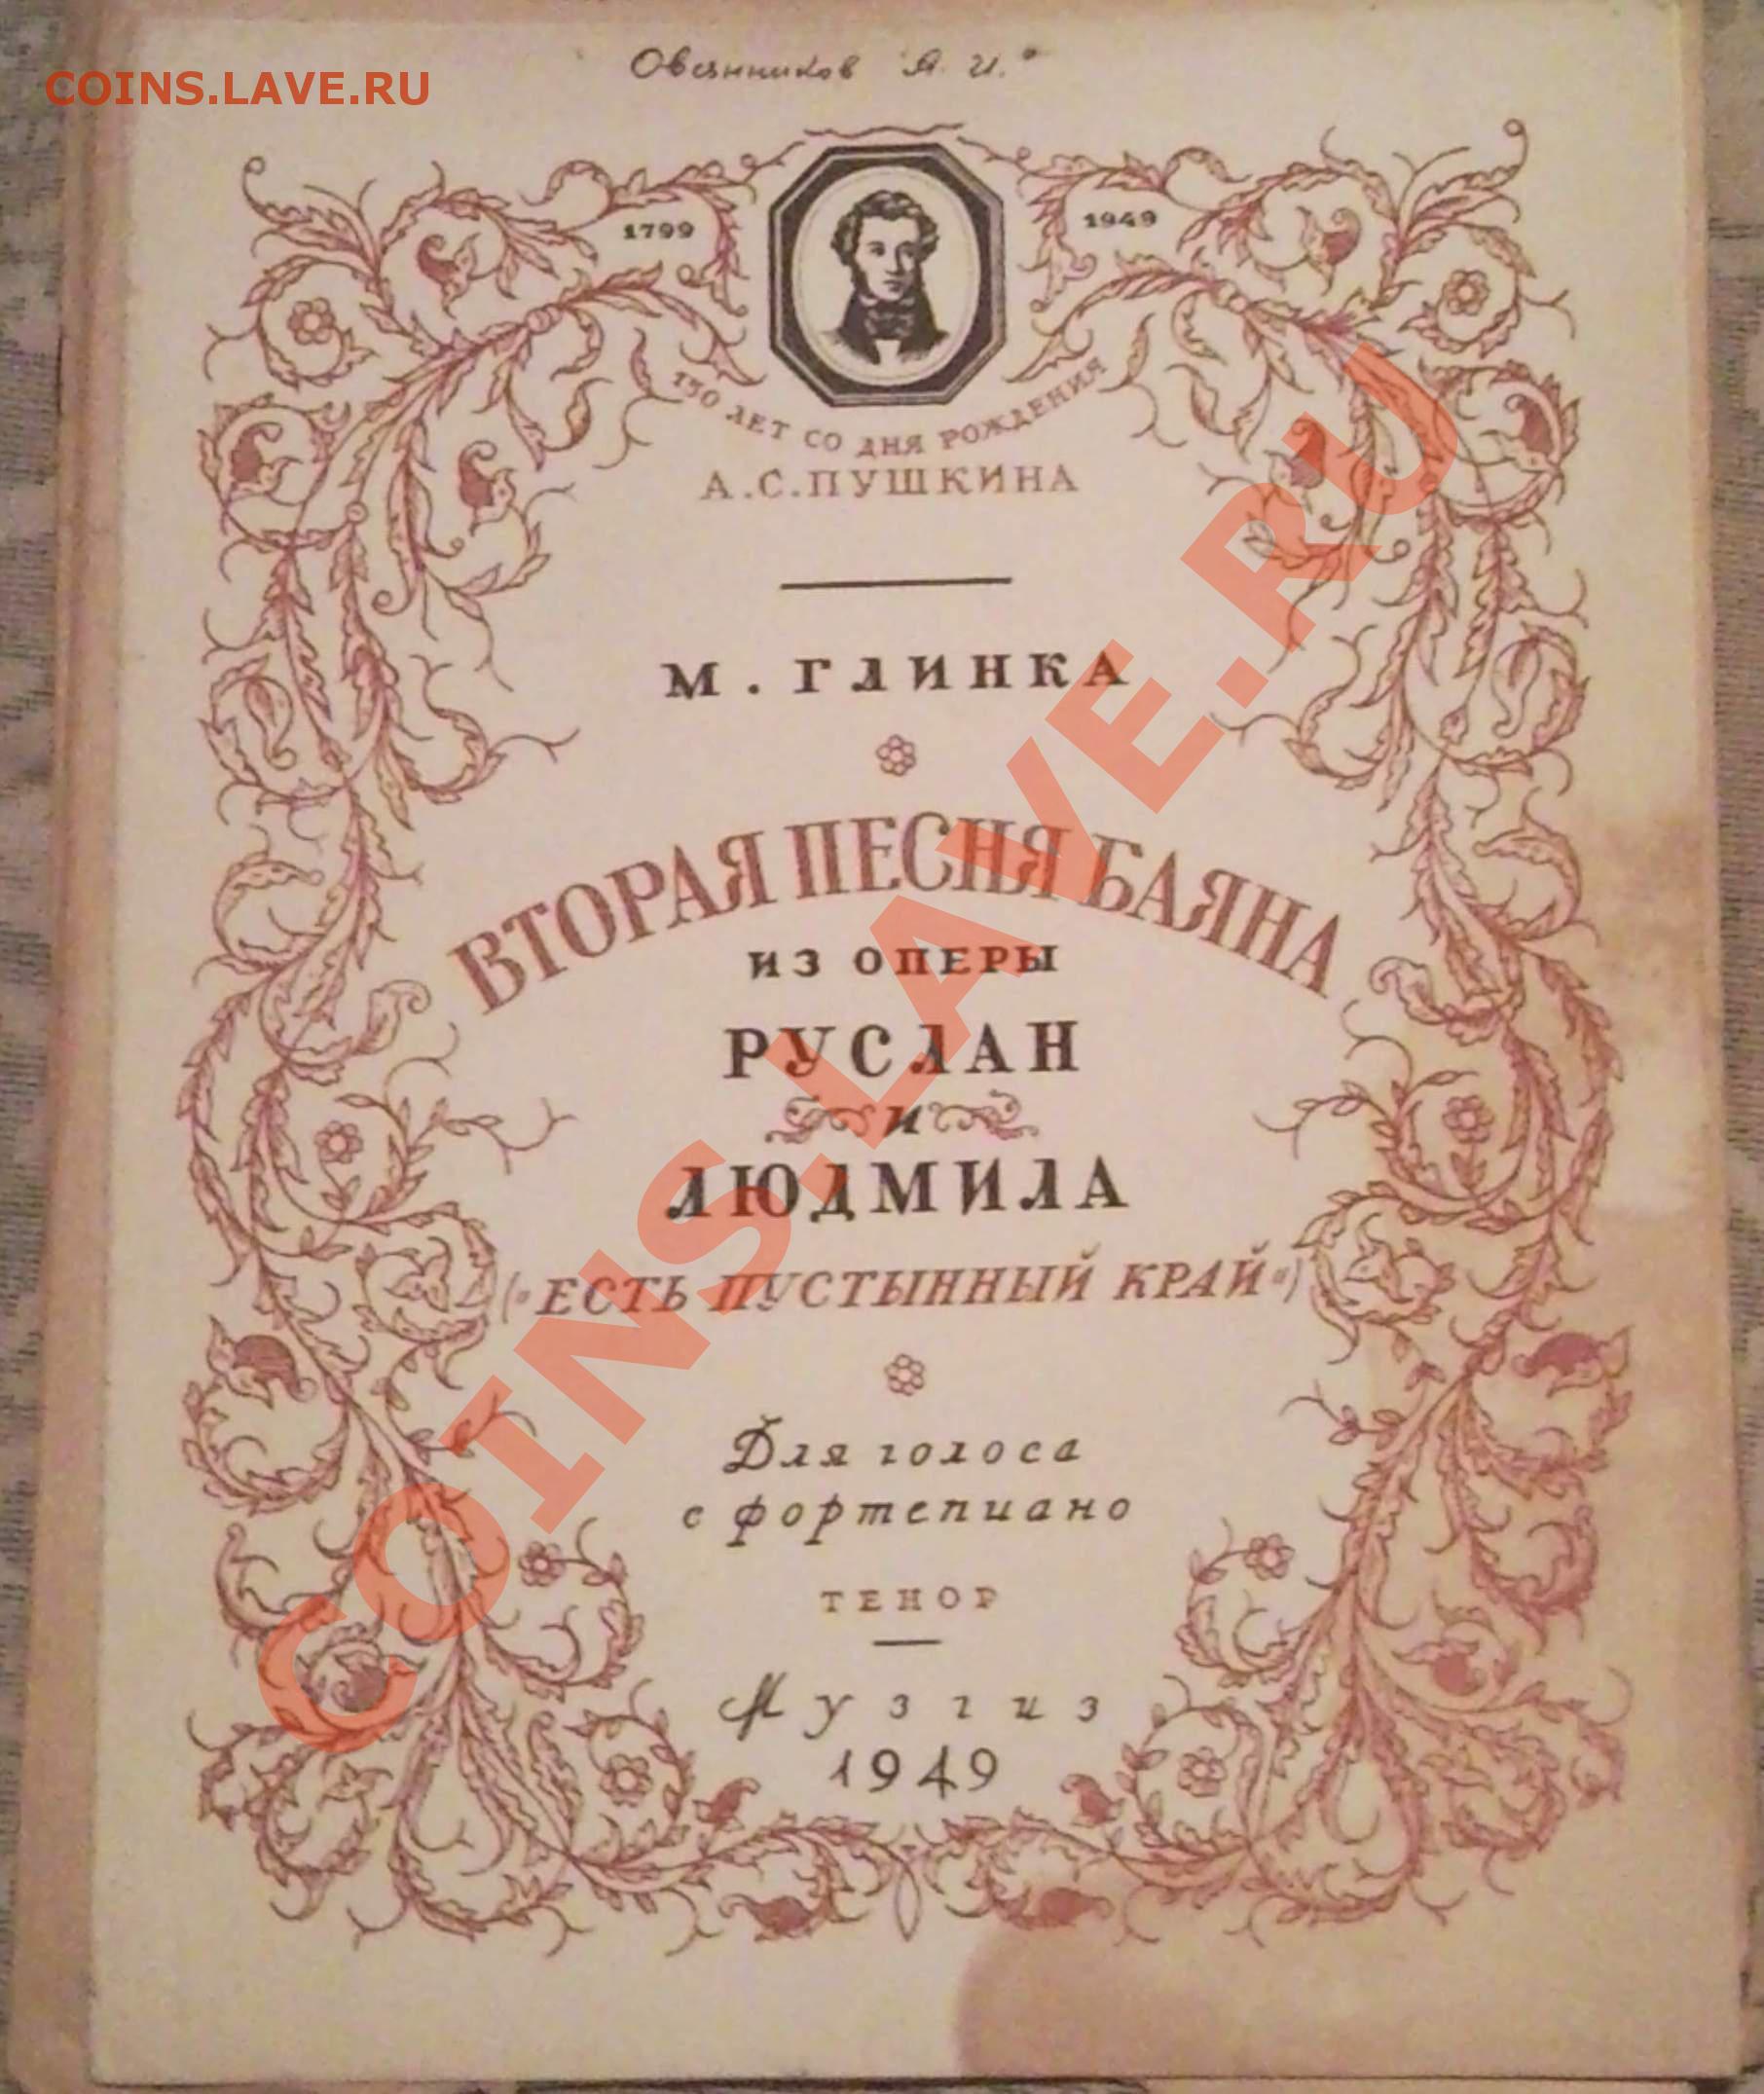 Овсянников Я. И.
COINS.LAVE.RU
1799
1949
150 ЛЕТ СО ДНЯ РОЖДЕНИЯ
А.С.ПУШКИНА
М. ГЛИНКА
ВТОРАЯ ПЕСНЯ БАЯНА
ИЗ ОПЕРЫ
РУСЛАН
И
ЛЮДМИЛА
(«ЕСТЬ ПУСТЫННЫЙ КРАЙ»)
Для голоса
с фортепиано
ТЕНОР
Музгиз
1949
COINS.LAVE.RU